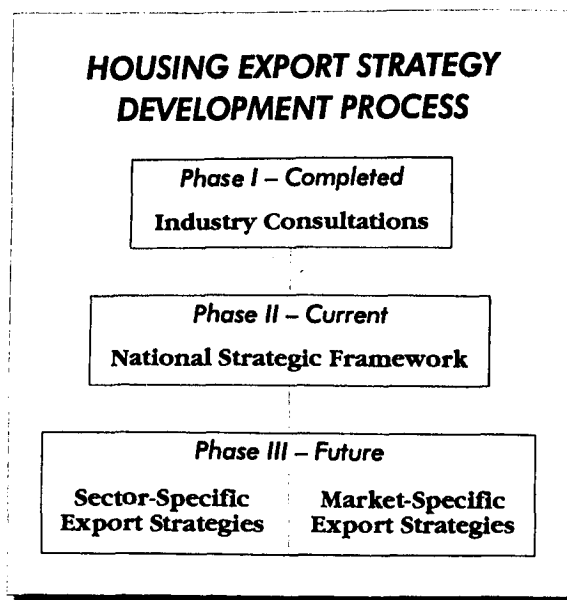 HOUSING EXPORT STRATEGY
DEVELOPMENT PROCESS
Phase I – Completed
Industry Consultations
Phase II – Current
National Strategic Framework
Phase III – Future
Sector-Specific
Export Strategies
Market-Specific
Export Strategies